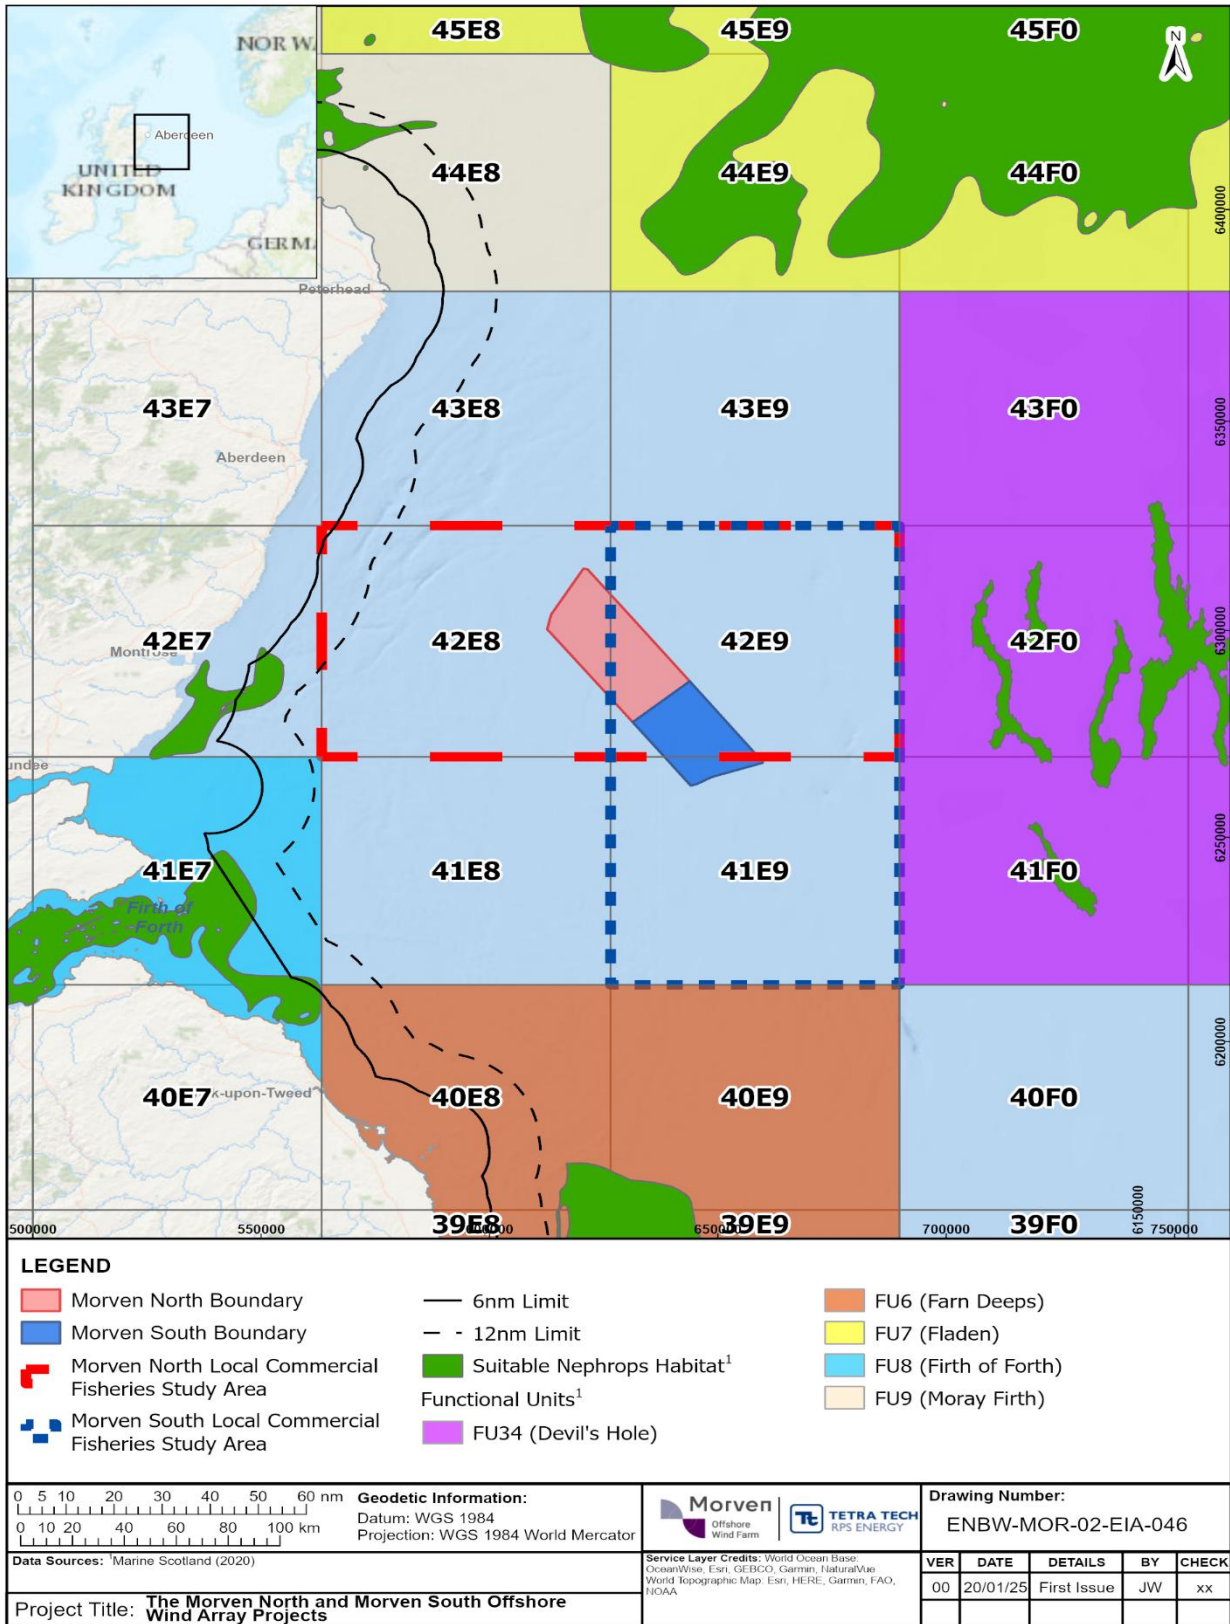 45E8
45E9
45F0
NORW
N
Aberdeen
UNITED
KINGDOM
GERMA
44E8
44E9
44F0
6400000
Peterhead
43E7
43E8
43E9
43F0
6350000
Aberdeen
42E7
42E8
42E9
42F0
6300000
Montrose
undee
41E7
41E8
41E9
41F0
6250000
Firth of
Forth
6200000
40E7
k-upon-Tweed
40E8
40E9
40F0
6150000
39E8
39E9
39F0
500000
550000
650000
700000
750000
LEGEND
Morven North Boundary
Morven South Boundary
Morven North Local Commercial
Fisheries Study Area
Morven South Local Commercial
Fisheries Study Area
6nm Limit
12nm Limit
Suitable Nephrops Habitat¹
Functional Units¹
FU34 (Devil's Hole)
FU6 (Farn Deeps)
FU7 (Fladen)
FU8 (Firth of Forth)
FU9 (Moray Firth)
0 5 10 20 30 40 50 60 nm
0 10 20 40 60 80 100 km
Geodetic Information:
Datum: WGS 1984
Projection: WGS 1984 World Mercator
Morven
Offshore
Wind Farm
Tt
TETRA TECH
RPS ENERGY
Drawing Number:
ENBW-MOR-02-EIA-046
Data Sources: ¹Marine Scotland (2020)
Service Layer Credits: World Ocean Base:
OceanWise, Esri, GEBCO, Garmin, NaturalVue
World Topographic Map: Esri, HERE, Garmin, FAO,
NOAA
VER DATE DETAILS BY CHECK
00 20/01/25 First Issue JW xx
Project Title: The Morven North and Morven South Offshore
Wind Array Projects